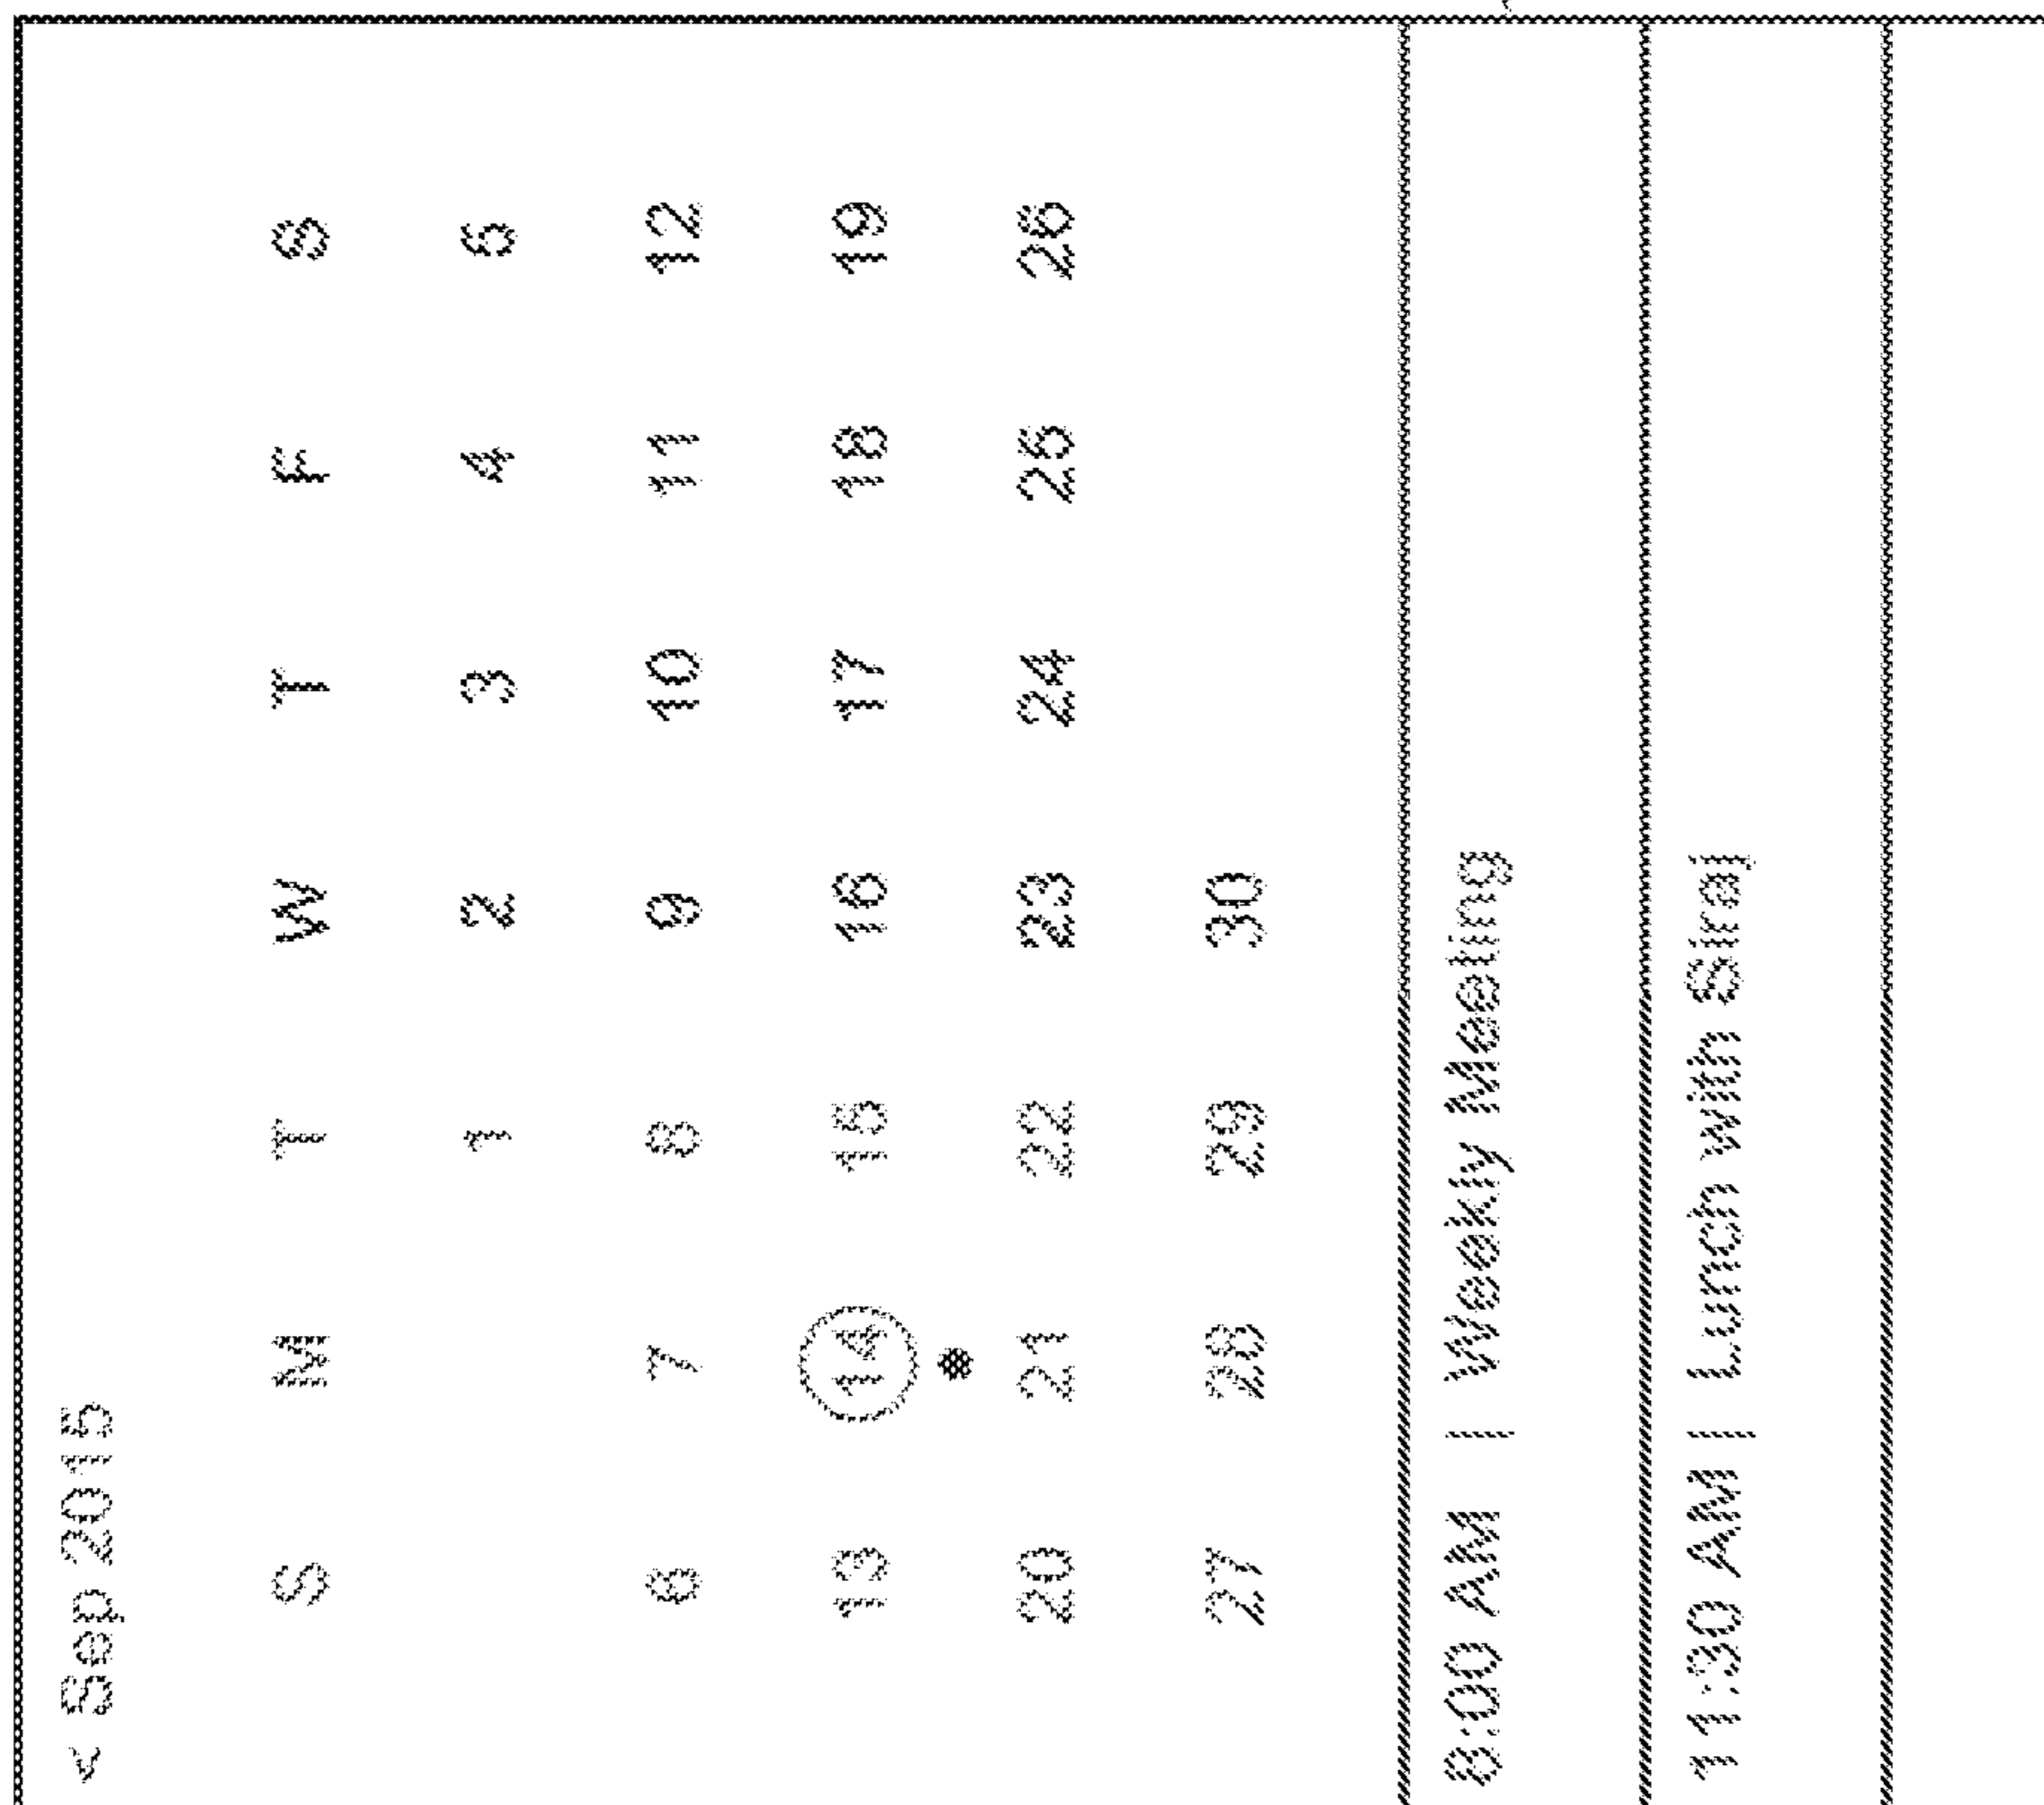 < Sep 2015
S M T W T F S
1 2 3 4 5
6 7 8 9 10 11 12
13 14 15 16 17 18 19
20 21 22 23 24 25 26
27 28 29 30
8:00 AM | Weekly Meeting
11:30 AM | Lunch with Siraj